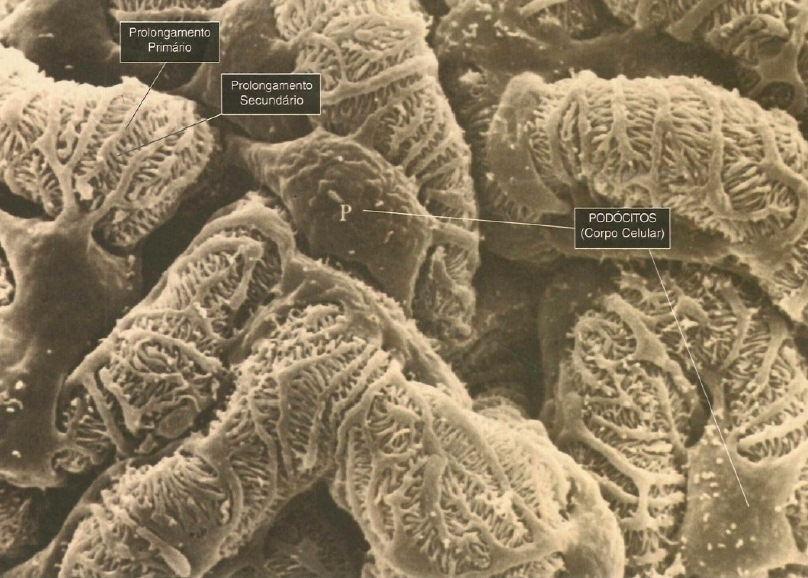 Prolongamento
Primário
Prolongamento
Secundário
P
PODÓCITOS
(Corpo Celular)